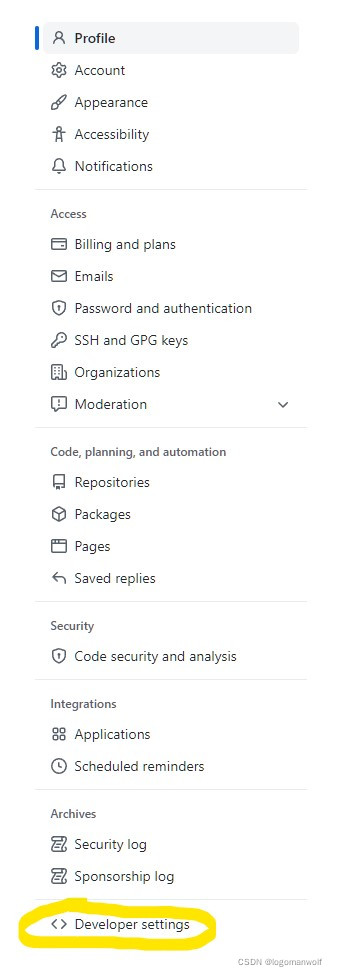 Profile
Account
Appearance
Accessibility
Notifications
Access
Billing and plans
Emails
Password and authentication
SSH and GPG keys
Organizations
Moderation
Code, planning, and automation
Repositories
Packages
Pages
Saved replies
Security
Code security and analysis
Integrations
Applications
Scheduled reminders
Archives
Security log
Sponsorship log
Developer settings
CSDN @logomanwolf